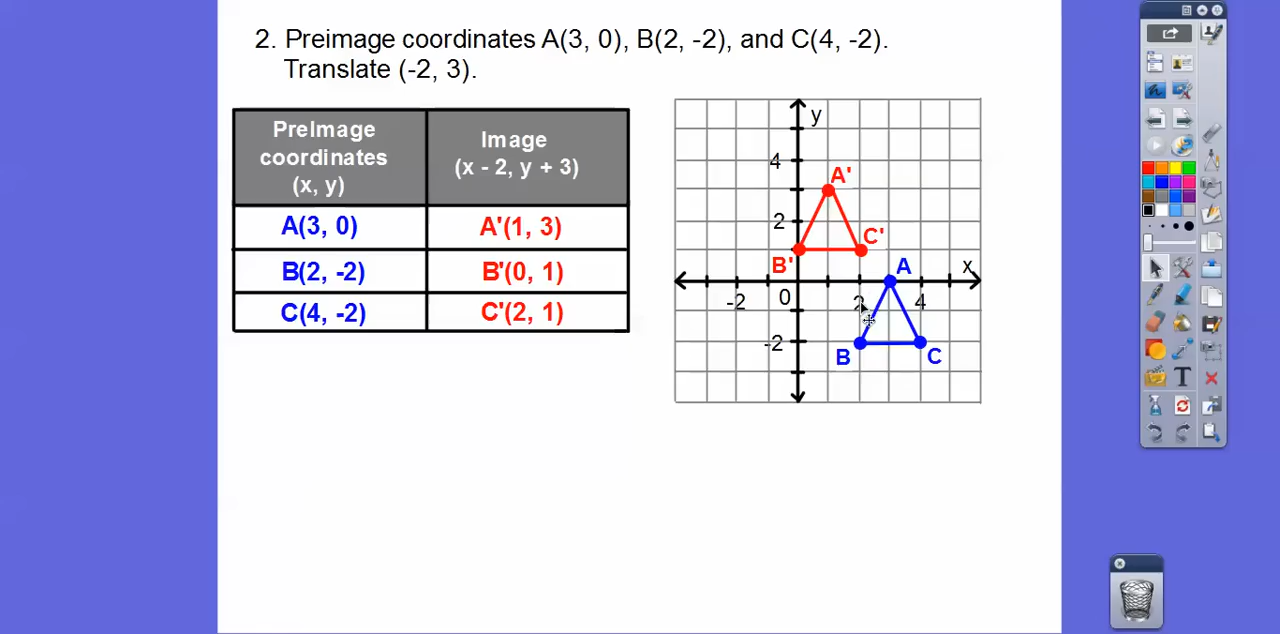 2. Preimage coordinates A(3, 0), B(2, -2), and C(4, -2).
Translate (-2, 3).
PreImage
coordinates
(x, y)
Image
(x - 2, y + 3)
A(3, 0)
A'(1, 3)
B(2, -2)
B'(0, 1)
C(4, -2)
C'(2, 1)
y
4
A'
2
C'
B'
A
x
-2
0
2
4
-2
B
C
T